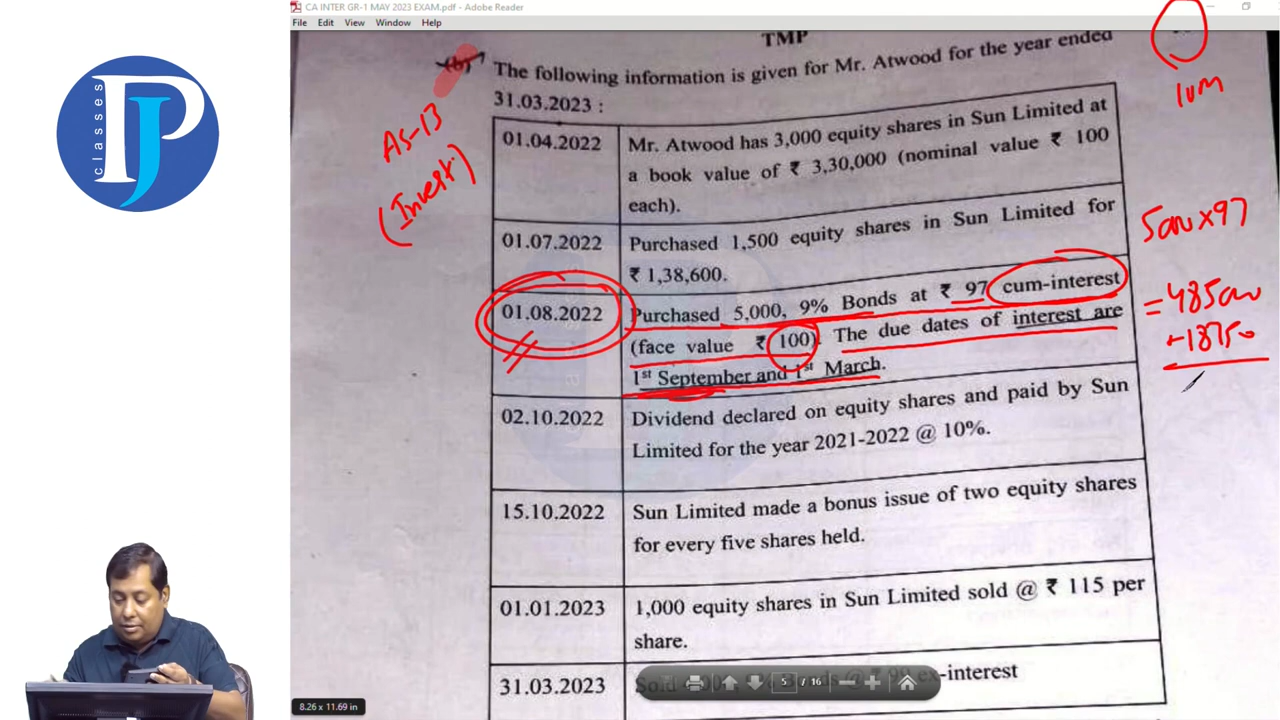 CA INTER GR-1 MAY 2023 EXAM.pdf - Adobe Reader
File Edit View Window Help
classes
PJ
TMP
(b) The following information is given for Mr. Atwood for the year ended
31.03.2023 :
10M
AS-13
(Invest.)
01.04.2022 Mr. Atwood has 3,000 equity shares in Sun Limited at
a book value of ₹ 3,30,000 (nominal value ₹ 100
each).
01.07.2022 Purchased 1,500 equity shares in Sun Limited for
₹ 1,38,600.
01.08.2022 Purchased 5,000, 9% Bonds at ₹ 97 cum-interest
(face value ₹ 100). The due dates of interest are
1st September and 1st March.
5000 x 97
= 485000
- 18750
02.10.2022 Dividend declared on equity shares and paid by Sun
Limited for the year 2021-2022 @ 10%.
15.10.2022 Sun Limited made a bonus issue of two equity shares
for every five shares held.
01.01.2023 1,000 equity shares in Sun Limited sold @ ₹ 115 per
share.
31.03.2023 ex-interest
5 / 16
8.26 x 11.69 in